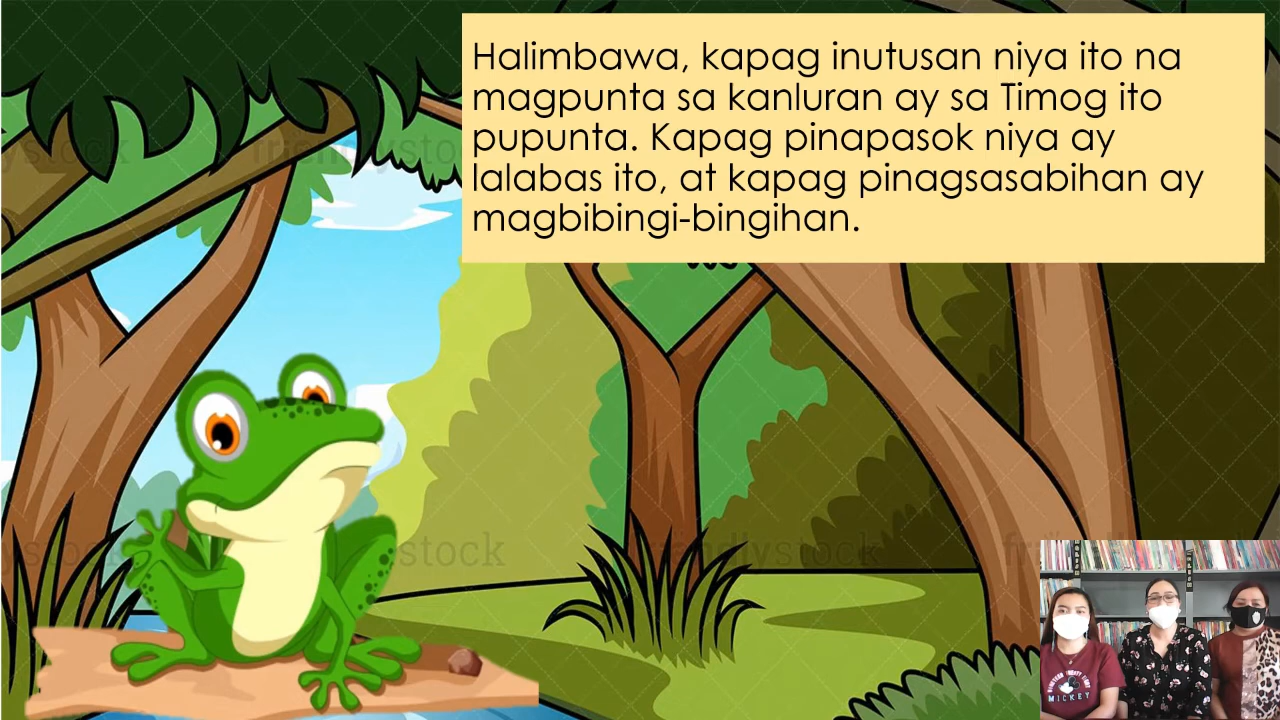 Halimbawa, kapag inutusan niya ito na
magpunta sa kanluran ay sa Timog ito
pupunta. Kapag pinapasok niya ay
lalabas ito, at kapag pinagsasabihan ay
magbibingi-bingihan.
MICKEY